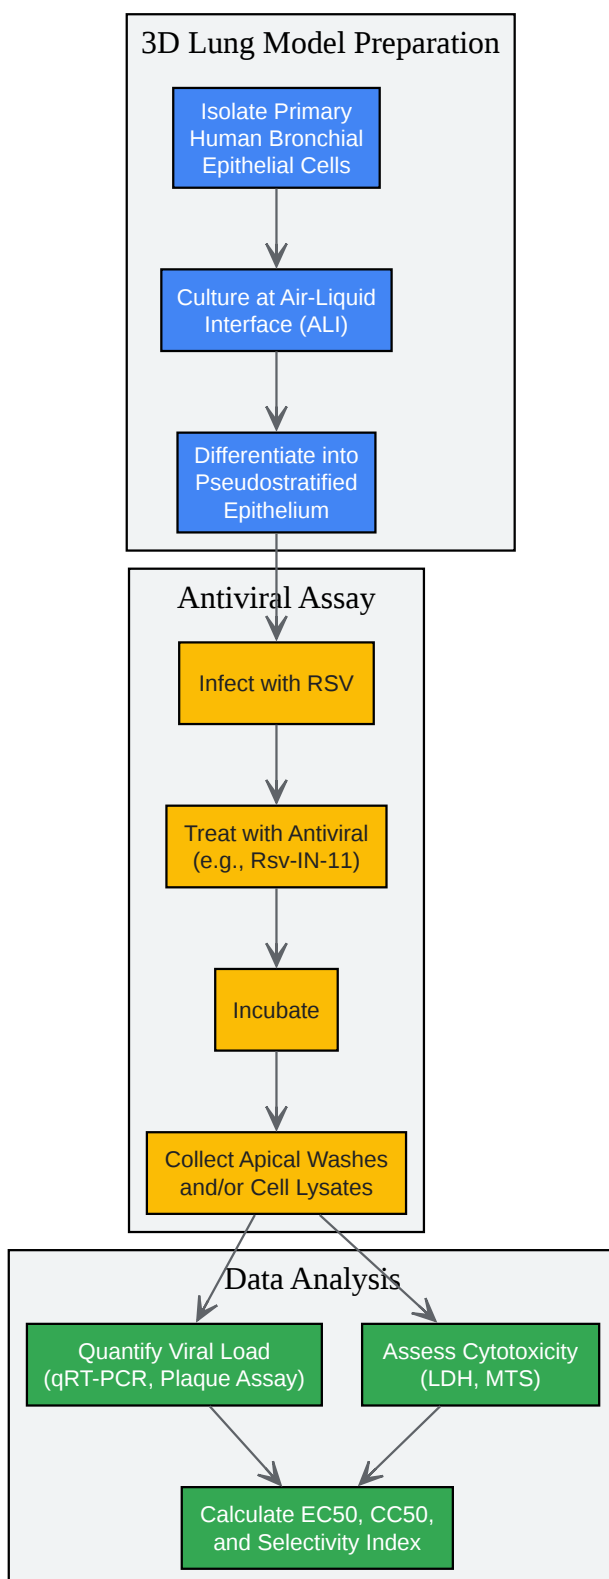 3D Lung Model Preparation
Isolate Primary
Human Bronchial
Epithelial Cells
Culture at Air-Liquid
Interface (ALI)
Differentiate into
Pseudostratified
Epithelium
Antiviral Assay
Infect with RSV
Treat with Antiviral
(e.g., Rsv-IN-11)
Incubate
Collect Apical Washes
and/or Cell Lysates
Data Analysis
Quantify Viral Load
(qRT-PCR, Plaque Assay)
Assess Cytotoxicity
(LDH, MTS)
Calculate EC50, CC50,
and Selectivity Index